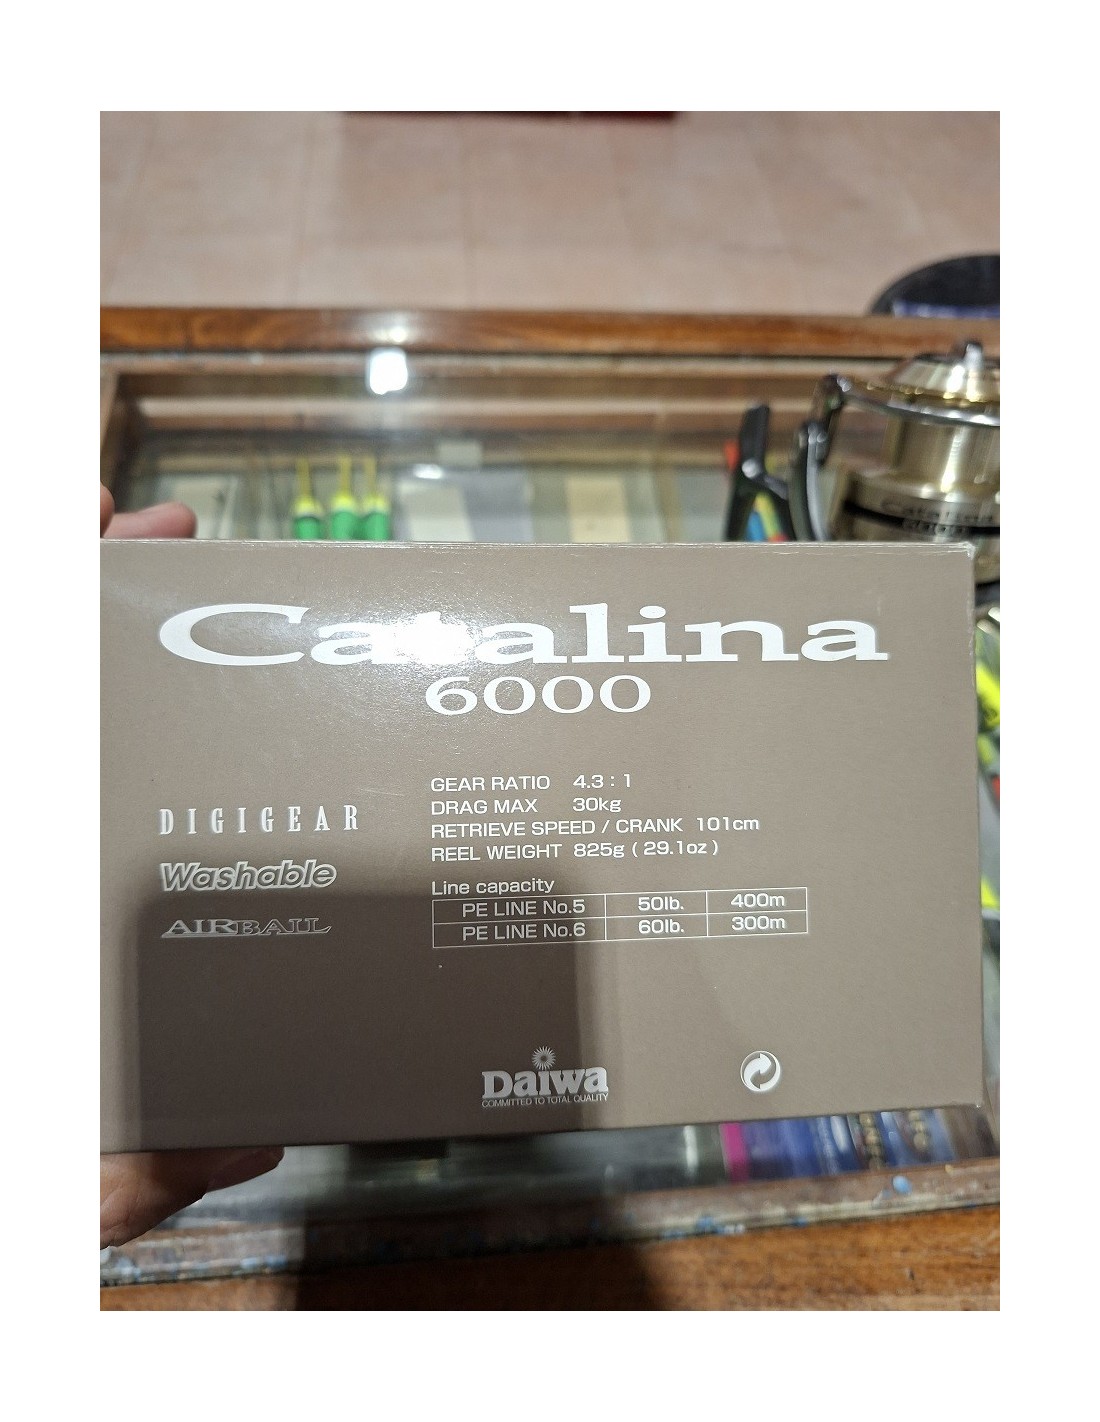 Catalina
6000
Catalina
6000
GEAR RATIO 4.3 : 1
DRAG MAX 30kg
RETRIEVE SPEED / CRANK 101cm
REEL WEIGHT 825g ( 29.1oz )
DIGIGEAR
Washable
AIRBAIL
Line capacity
PE LINE No.5 50lb. 400m
PE LINE No.6 60lb. 300m
Daiwa
COMMITTED TO TOTAL QUALITY